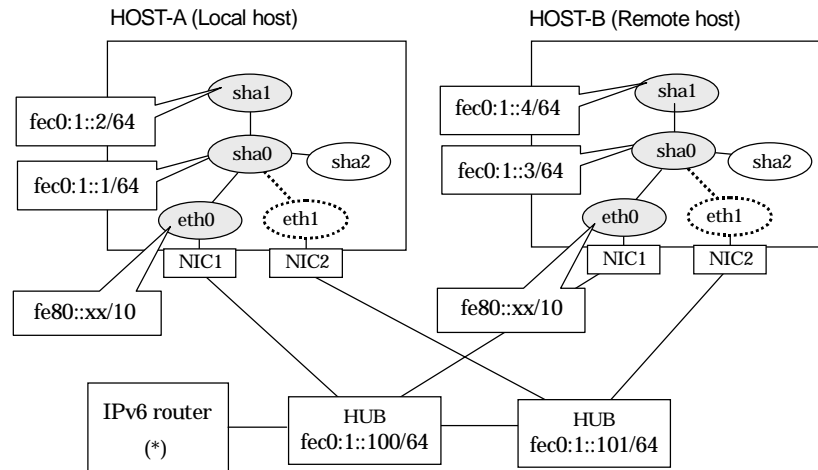 HOST-A (Local host)
HOST-B (Remote host)
sha1
fec0:1::2/64
sha0
sha2
fec0:1::1/64
eth0
eth1
NIC1
NIC2
fe80::xx/10
sha1
fec0:1::4/64
sha0
sha2
fec0:1::3/64
eth0
eth1
NIC1
NIC2
fe80::xx/10
IPv6 router
(*)
HUB
fec0:1::100/64
HUB
fec0:1::101/64